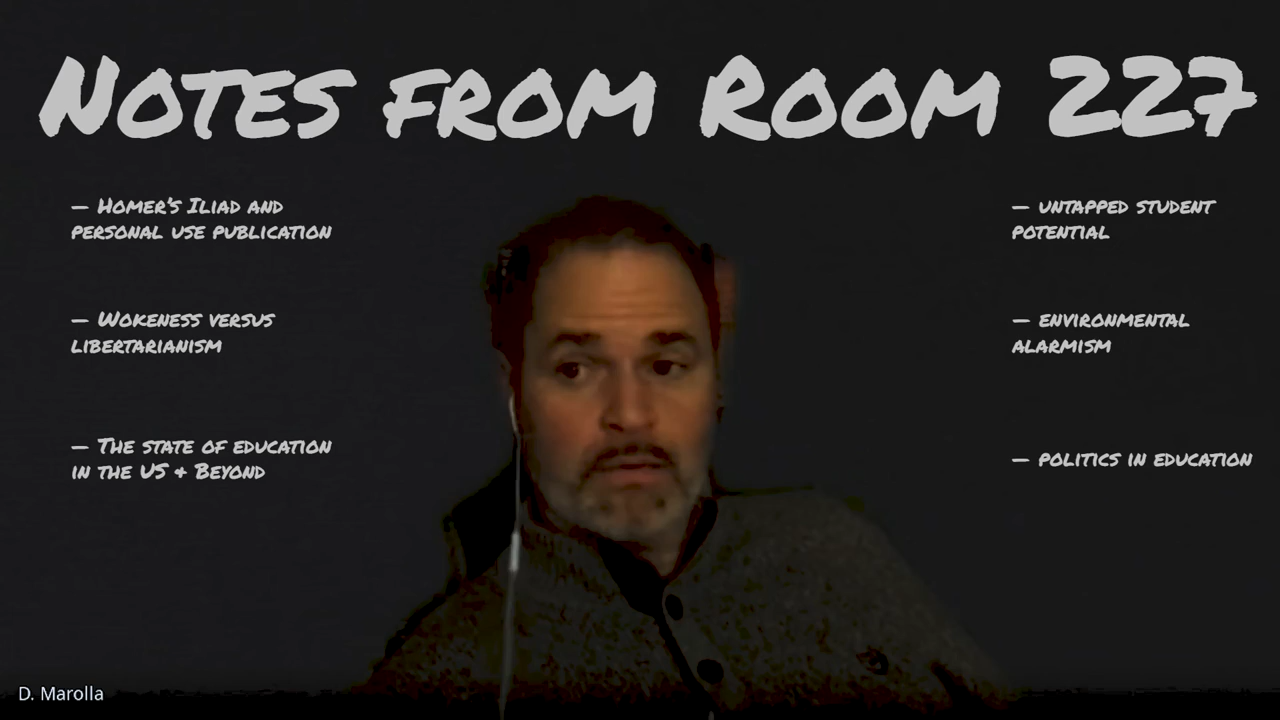 Notes from Room 227
— Homer's Iliad and
personal use publication
— Wokeness versus
libertarianism
— The state of education
in the US & Beyond
— untapped student
potential
— environmental
alarmism
— politics in education
D. Marolla